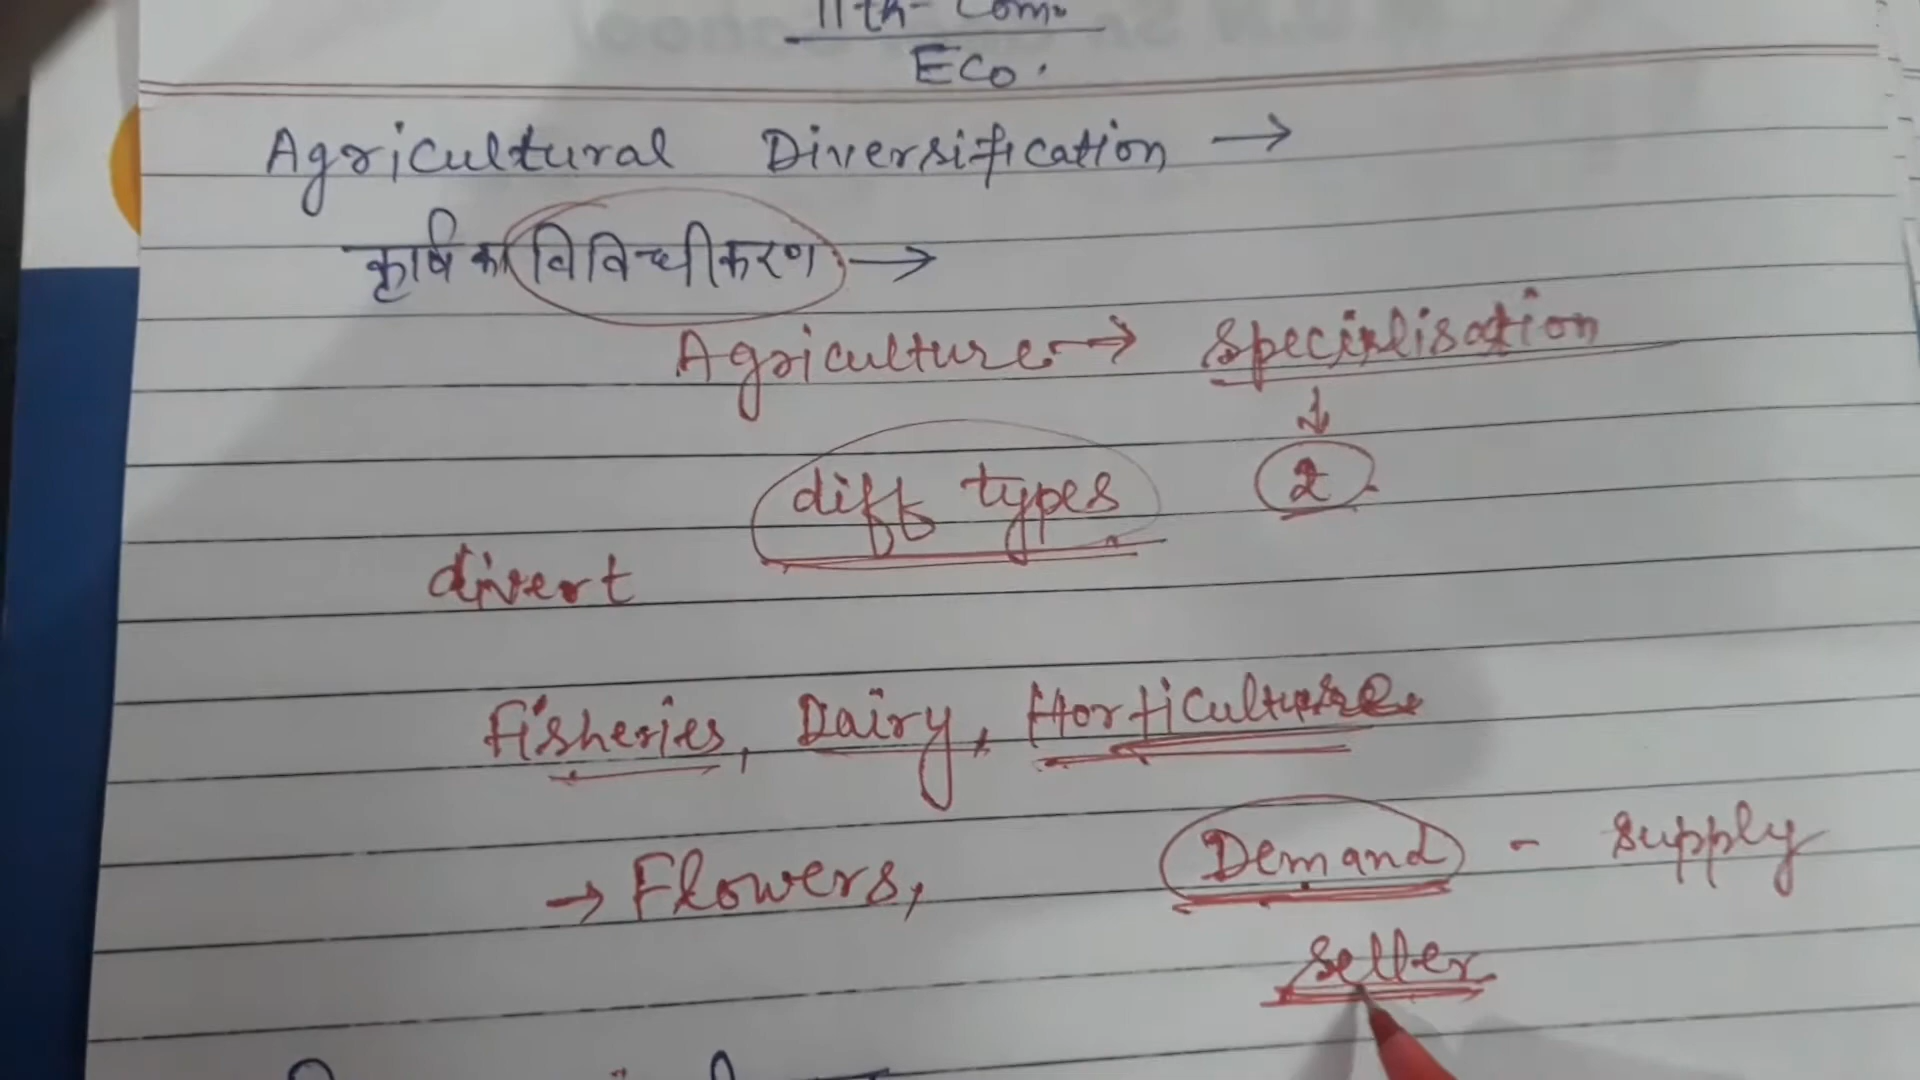 11th- Com.
Eco.
Agricultural Diversification →
कृषि का विविधीकरण →
Agriculture → Specialisation
↓
diff types 2
divert
Fisheries, Dairy, Horticulture
→ Flowers, Demand - Supply
Seller